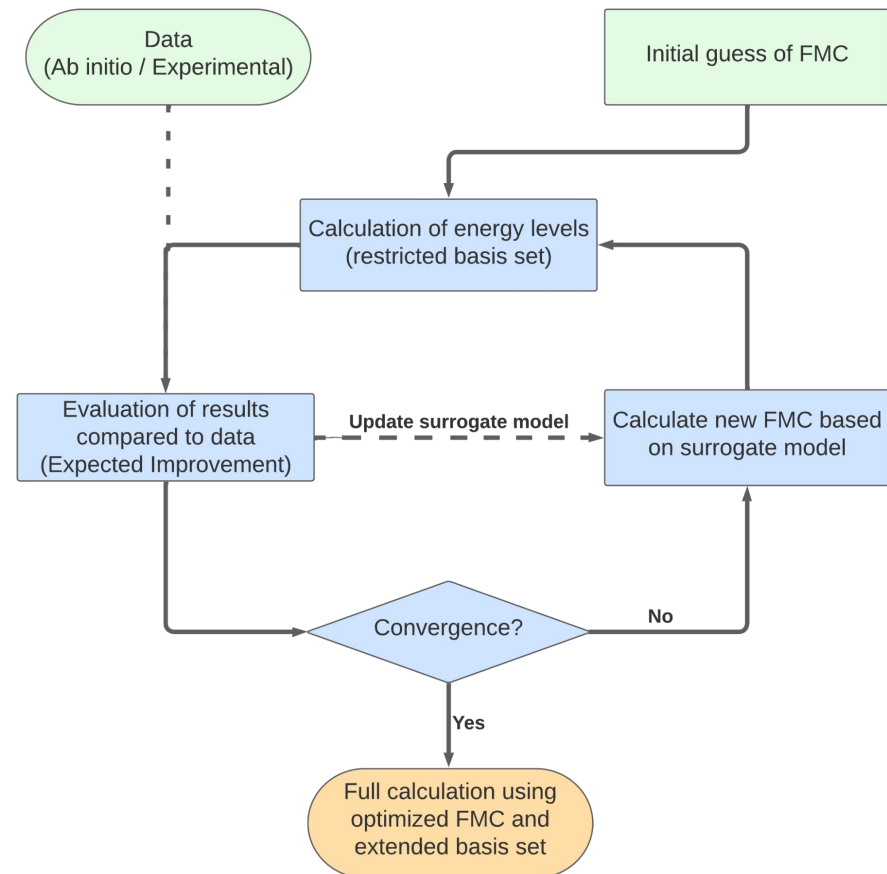 Data
(Ab initio / Experimental)
Initial guess of FMC
Calculation of energy levels
(restricted basis set)
Evaluation of results
compared to data
(Expected Improvement)
Update surrogate model
Calculate new FMC based
on surrogate model
Convergence?
No
Yes
Full calculation using
optimized FMC and
extended basis set